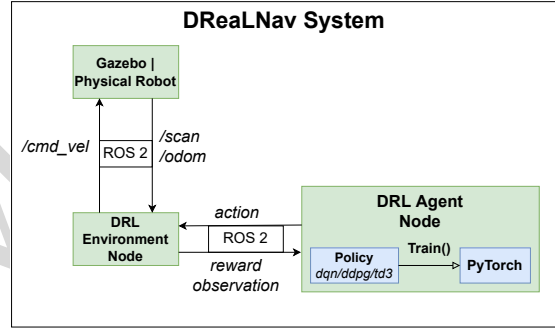 DReaLNav System
Gazebo |
Physical Robot
/cmd_vel
ROS 2
/scan
/odom
DRL
Environment
Node
action
ROS 2
reward
observation
DRL Agent
Node
Policy
dqn/ddpg/td3
Train()
PyTorch